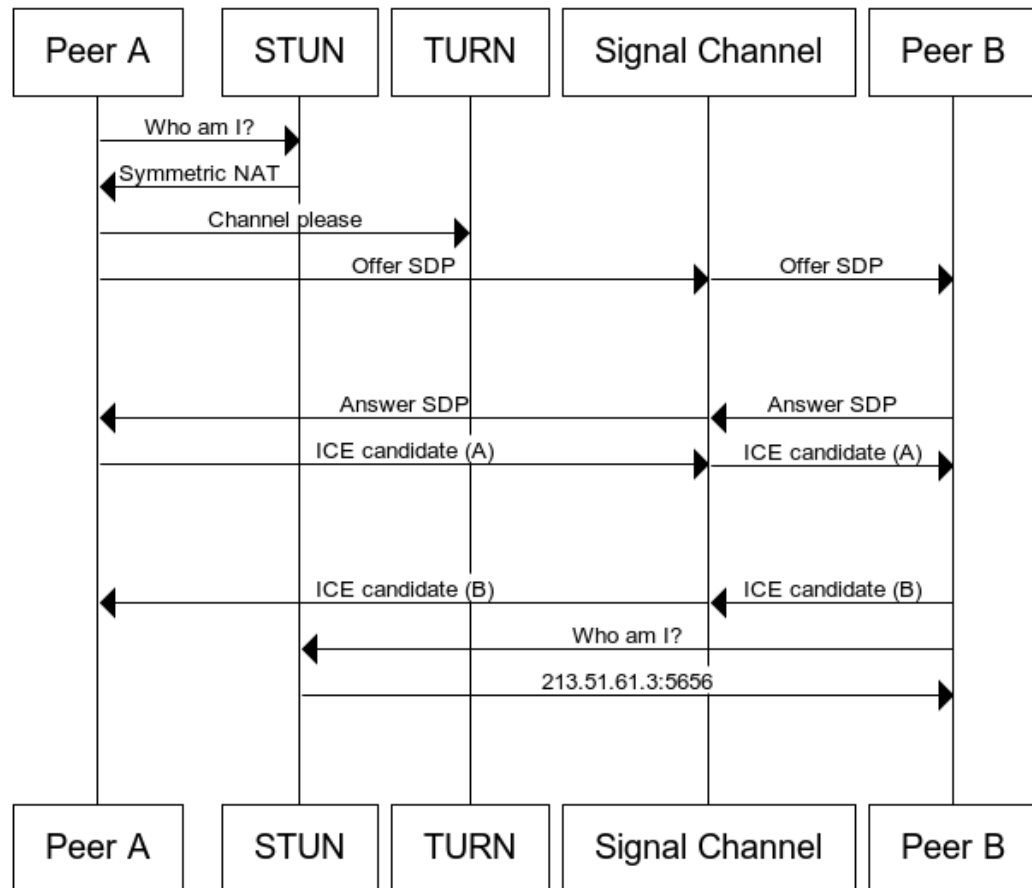 Peer A
STUN
TURN
Signal Channel
Peer B
Who am I?
Symmetric NAT
Channel please
Offer SDP
Offer SDP
Answer SDP
Answer SDP
ICE candidate (A)
ICE candidate (A)
ICE candidate (B)
ICE candidate (B)
Who am I?
213.51.61.3:5656
Peer A
STUN
TURN
Signal Channel
Peer B